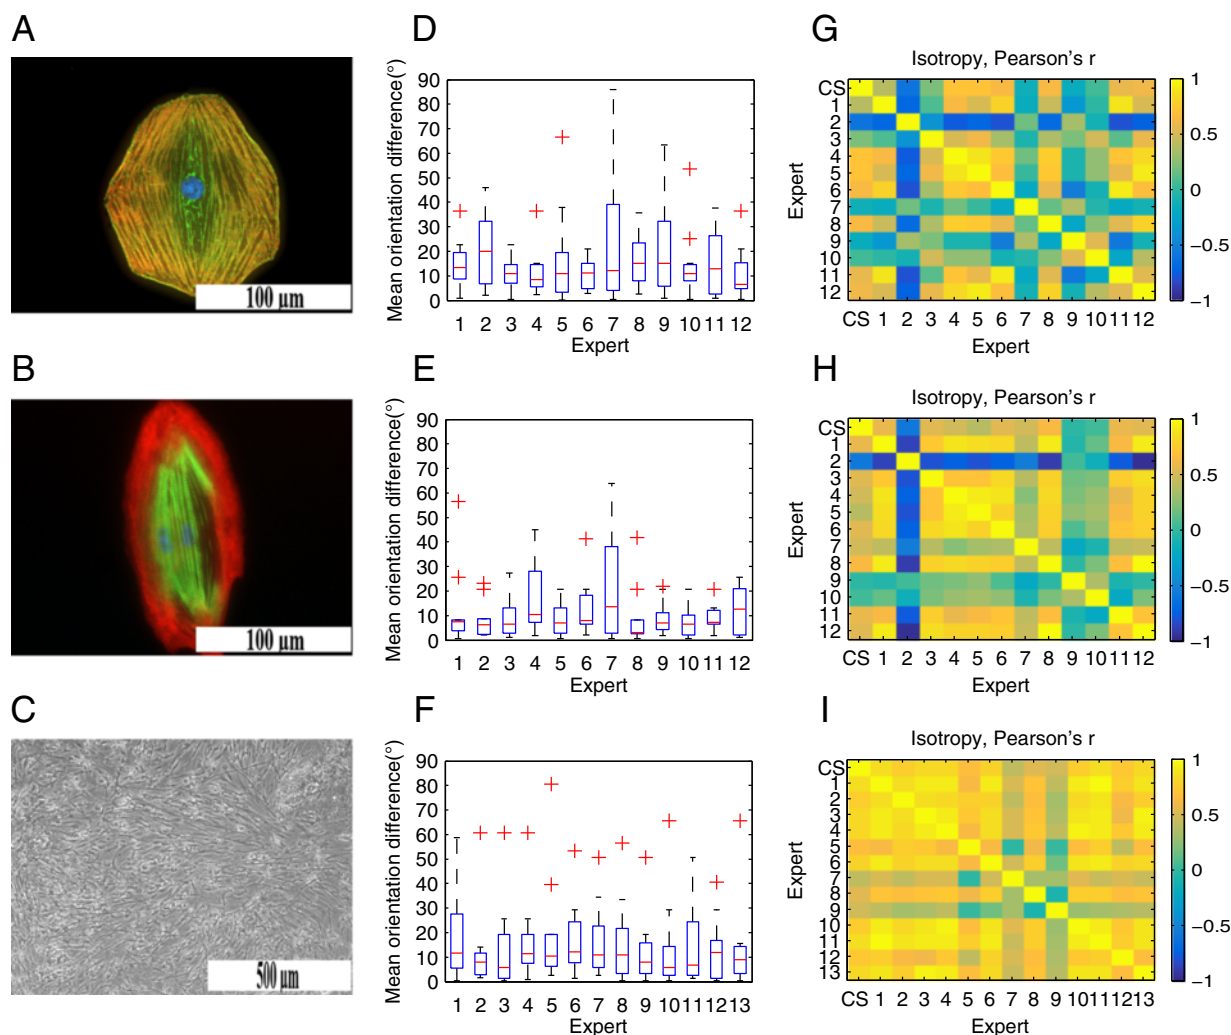 A
100 µm
D
Mean orientation difference(°)
90
80
70
60
50
40
30
20
10
0
1 2 3 4 5 6 7 8 9 10 11 12
Expert
G
Isotropy, Pearson's r
Expert
CS
1
2
3
4
5
6
7
8
9
10
11
12
CS 1 2 3 4 5 6 7 8 9 10 11 12
Expert
1
0.5
0
−0.5
−1
B
100 µm
E
Mean orientation difference(°)
90
80
70
60
50
40
30
20
10
0
1 2 3 4 5 6 7 8 9 10 11 12
Expert
H
Isotropy, Pearson's r
Expert
CS
1
2
3
4
5
6
7
8
9
10
11
12
CS 1 2 3 4 5 6 7 8 9 10 11 12
Expert
1
0.5
0
−0.5
−1
C
500 µm
F
Mean orientation difference(°)
90
80
70
60
50
40
30
20
10
0
1 2 3 4 5 6 7 8 9 10 11 12 13
Expert
I
Isotropy, Pearson's r
Expert
CS
1
2
3
4
5
6
7
8
9
10
11
12
13
CS 1 2 3 4 5 6 7 8 9 10 11 12 13
Expert
1
0.5
0
−0.5
−1